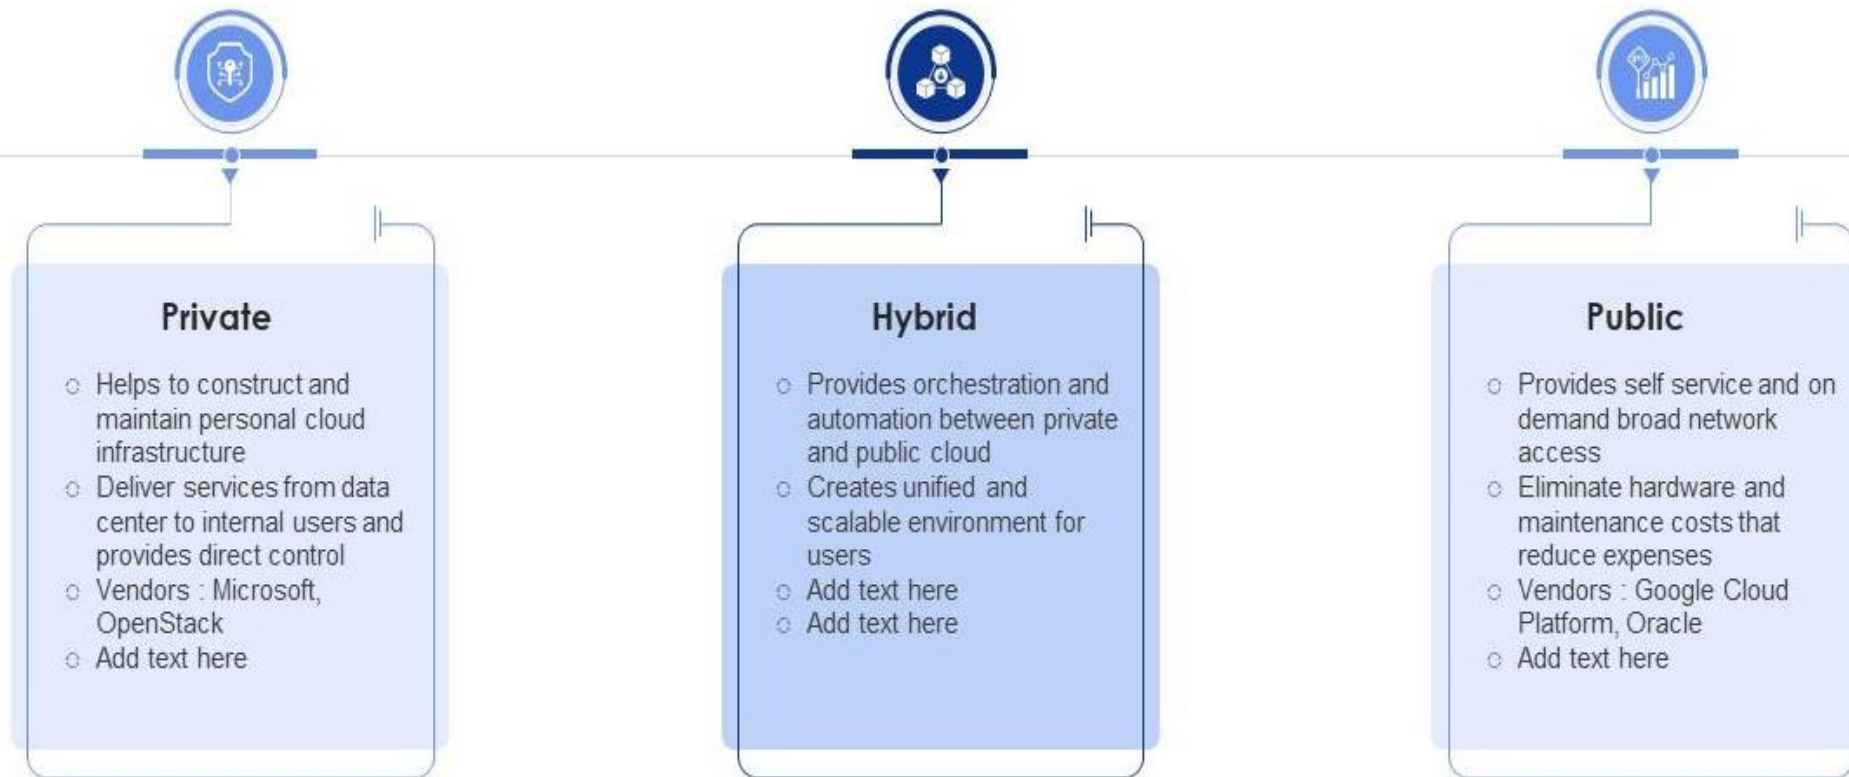 Private
Helps to construct and
maintain personal cloud
infrastructure
Deliver services from data
center to internal users and
provides direct control
Vendors : Microsoft,
OpenStack
Add text here
Hybrid
Provides orchestration and
automation between private
and public cloud
Creates unified and
scalable environment for
users
Add text here
Add text here
Public
Provides self service and on
demand broad network
access
Eliminate hardware and
maintenance costs that
reduce expenses
Vendors : Google Cloud
Platform, Oracle
Add text here